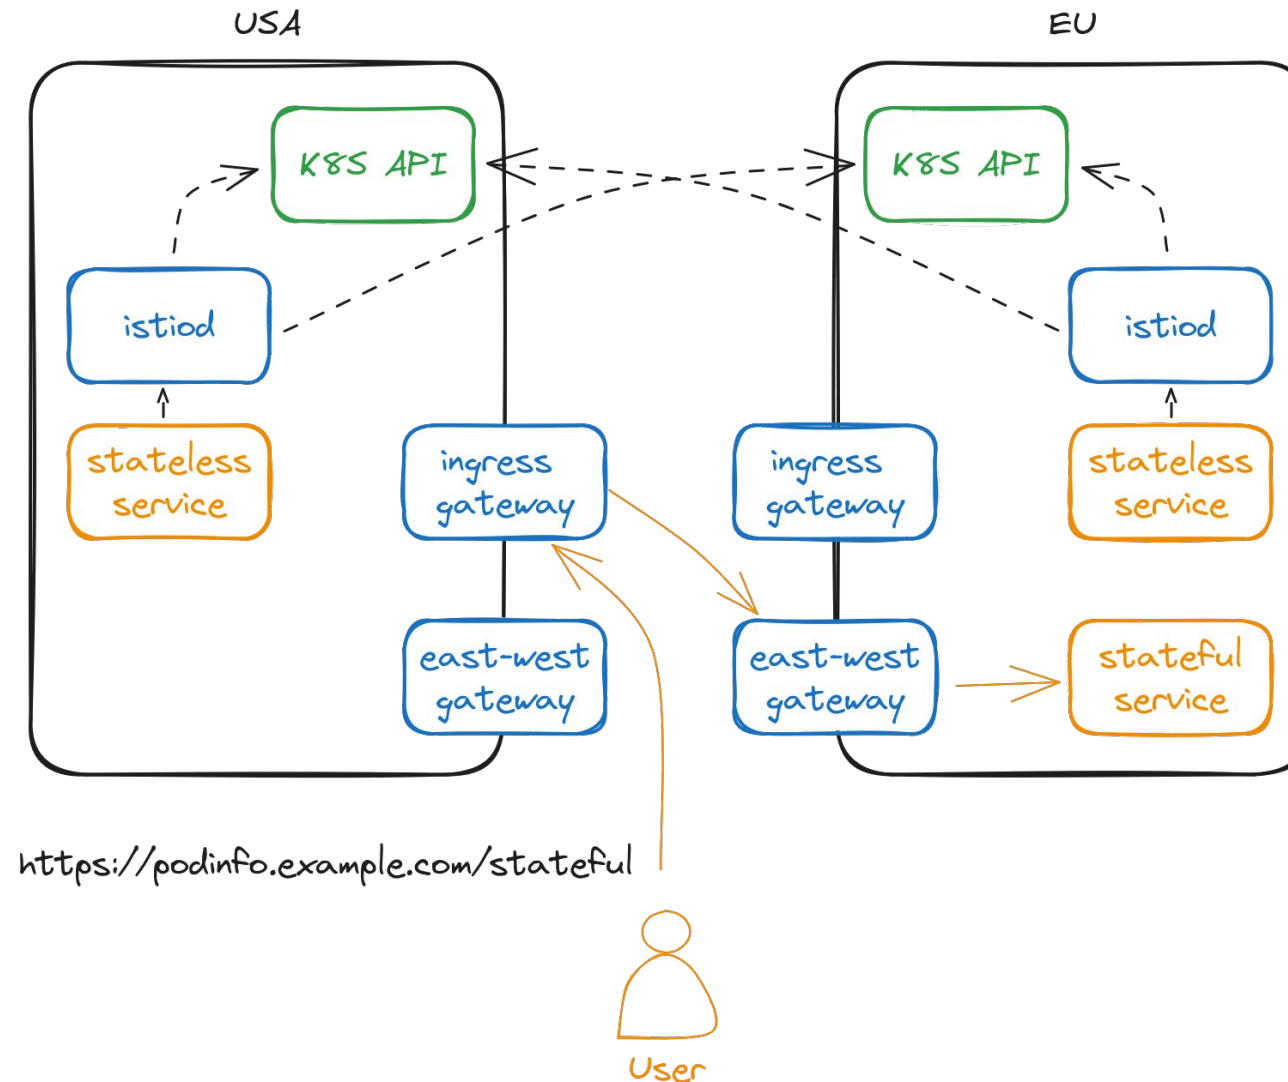 USA
EU
K8S API
K8S API
istiod
istiod
stateless
service
ingress
gateway
ingress
gateway
stateless
service
east-west
gateway
east-west
gateway
stateful
service
https://podinfo.example.com/stateful
User